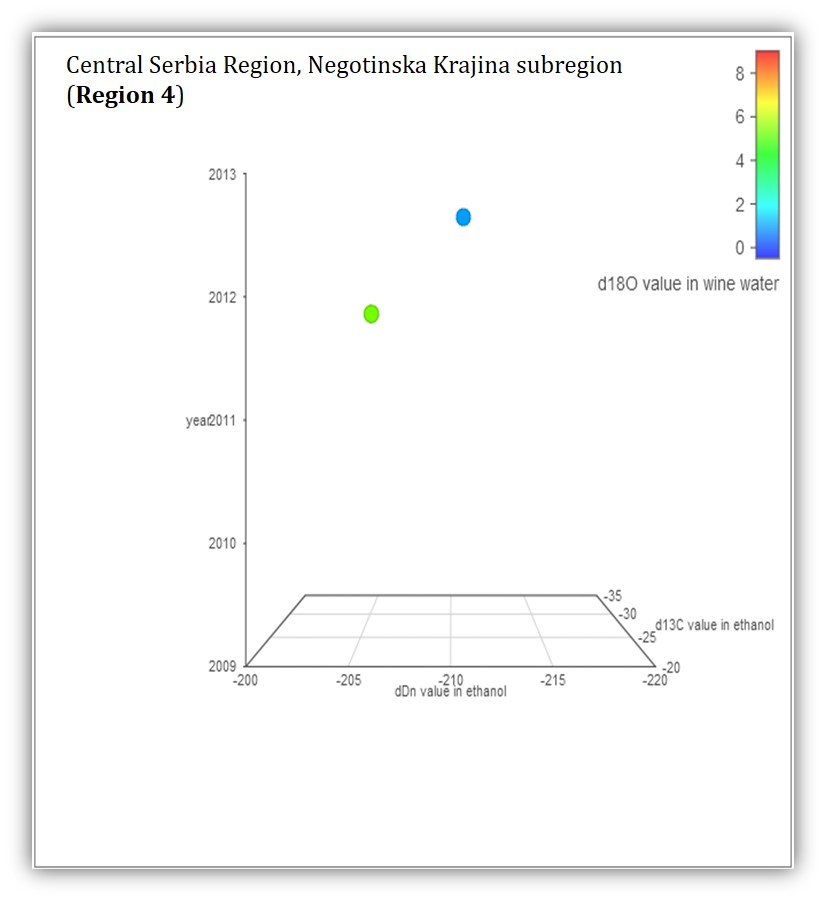 Central Serbia Region, Negotinska Krajina subregion
(Region 4)
8
6
4
2
0
d18O value in wine water
2013
2012
year2011
2010
2009
-35
-30
-25
-20
d13C value in ethanol
-200 -205 -210 -215 -220
dDn value in ethanol